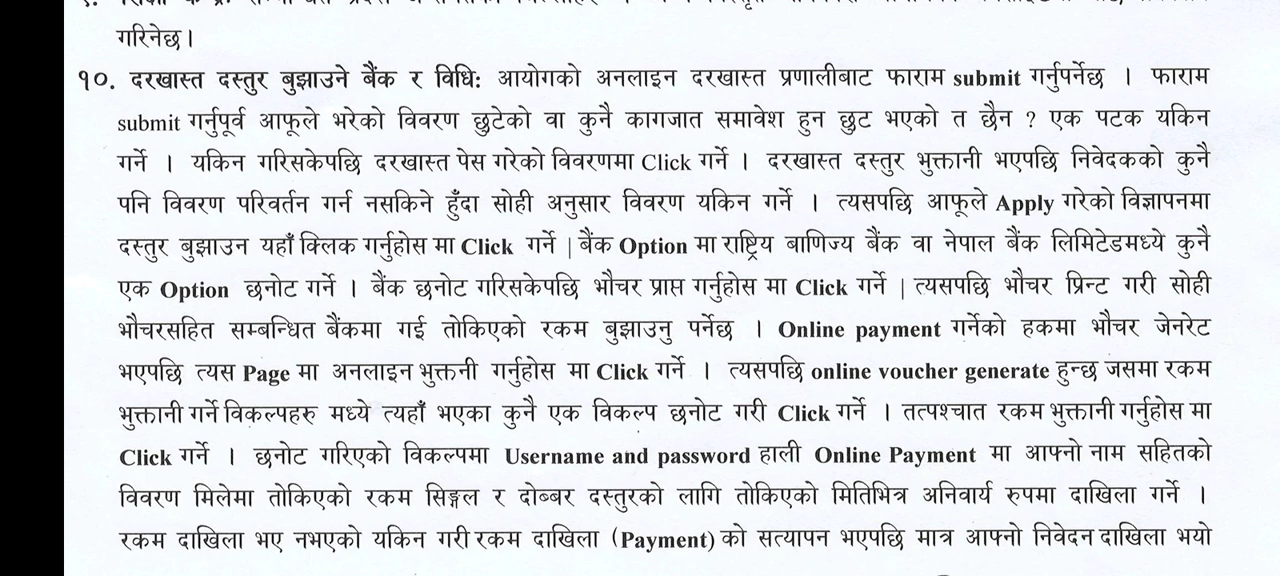 गरिनेछ।
१०. दरखास्त दस्तुर बुझाउने बैंक र विधि: आयोगको अनलाइन दरखास्त प्रणालीबाट फाराम submit गर्नुपर्नेछ । फाराम
submit गर्नुपूर्व आफूले भरेको विवरण छुटेको वा कुनै कागजात समावेश हुन छुट भएको त छैन ? एक पटक यकिन
गर्ने । यकिन गरिसकेपछि दरखास्त पेस गरेको विवरणमा Click गर्ने । दरखास्त दस्तुर भुक्तानी भएपछि निवेदकको कुनै
पनि विवरण परिवर्तन गर्न नसकिने हुँदा सोही अनुसार विवरण यकिन गर्ने । त्यसपछि आफूले Apply गरेको विज्ञापनमा
दस्तुर बुझाउन यहाँ क्लिक गर्नुहोस मा Click गर्ने | बैंक Option मा राष्ट्रिय बाणिज्य बैंक वा नेपाल बैंक लिमिटेडमध्ये कुनै
एक Option छनोट गर्ने । बैंक छनोट गरिसकेपछि भौचर प्राप्त गर्नुहोस मा Click गर्ने | त्यसपछि भौचर प्रिन्ट गरी सोही
भौचरसहित सम्बन्धित बैंकमा गई तोकिएको रकम बुझाउनु पर्नेछ । Online payment गर्नेको हकमा भौचर जेनरेट
भएपछि त्यस Page मा अनलाइन भुक्तनी गर्नुहोस मा Click गर्ने । त्यसपछि online voucher generate हुन्छ जसमा रकम
भुक्तानी गर्ने विकल्पहरु मध्ये त्यहाँ भएका कुनै एक विकल्प छनोट गरी Click गर्ने । तत्पश्चात रकम भुक्तानी गर्नुहोस मा
Click गर्ने । छनोट गरिएको विकल्पमा Username and password हाली Online Payment मा आफ्नो नाम सहितको
विवरण मिलेमा तोकिएको रकम सिङ्गल र दोब्बर दस्तुरको लागि तोकिएको मितिभित्र अनिवार्य रुपमा दाखिला गर्ने ।
रकम दाखिला भए नभएको यकिन गरी रकम दाखिला (Payment) को सत्यापन भएपछि मात्र आफ्नो निवेदन दाखिला भयो